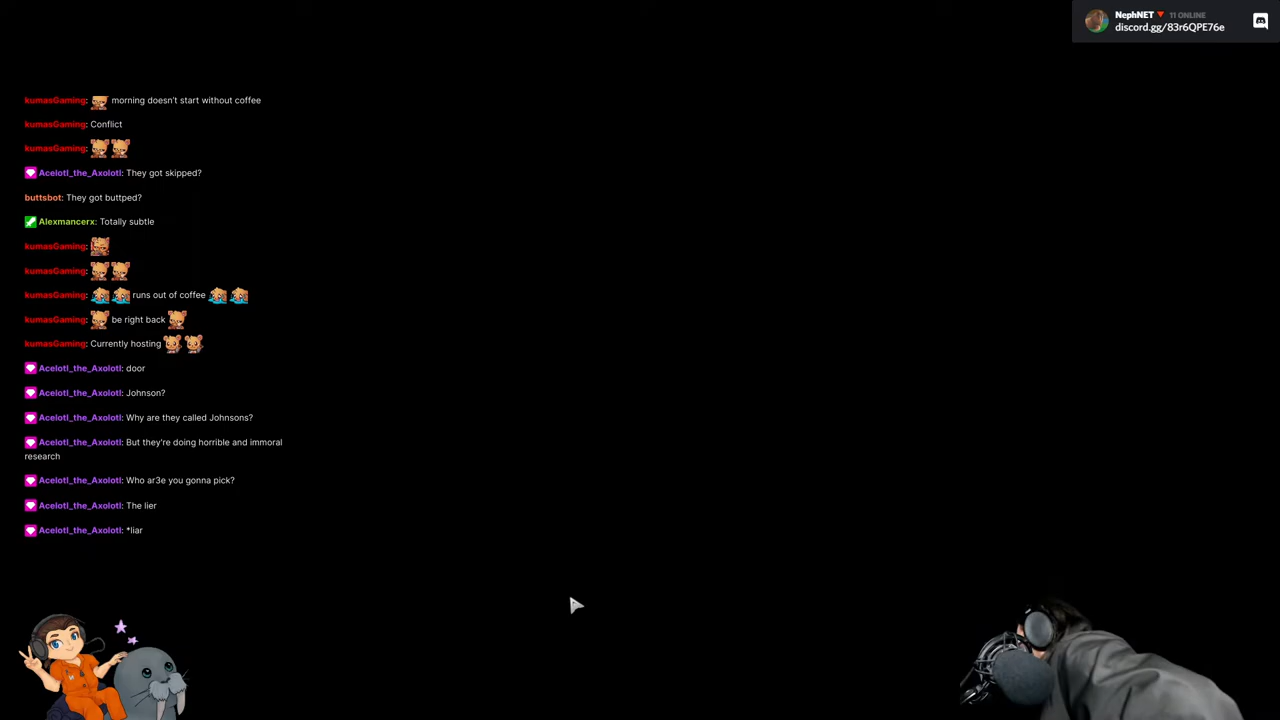 NephNET 11 ONLINE
discord.gg/83r6QPE76e
kumasGaming: morning doesn't start without coffee
kumasGaming: Conflict
kumasGaming:
Acelotl_the_Axolotl: They got skipped?
buttsbot: They got buttped?
Alexmancerx: Totally subtle
kumasGaming:
kumasGaming:
kumasGaming: runs out of coffee
kumasGaming: be right back
kumasGaming: Currently hosting
Acelotl_the_Axolotl: door
Acelotl_the_Axolotl: Johnson?
Acelotl_the_Axolotl: Why are they called Johnsons?
Acelotl_the_Axolotl: But they're doing horrible and immoral
research
Acelotl_the_Axolotl: Who ar3e you gonna pick?
Acelotl_the_Axolotl: The lier
Acelotl_the_Axolotl: *liar